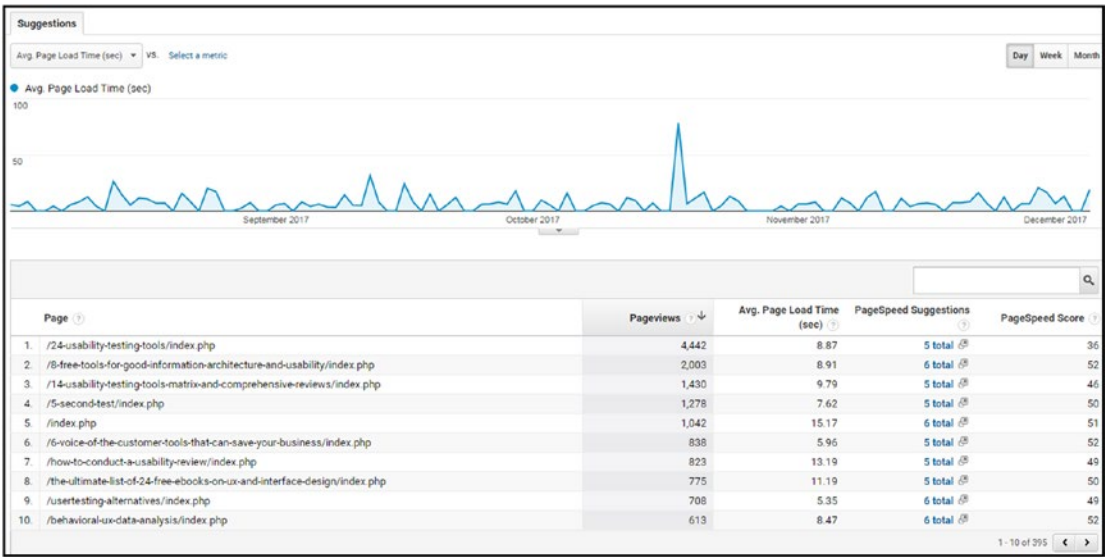 Suggestions
Avg. Page Load Time (sec) VS. Select a metric
Day Week Month
Avg. Page Load Time (sec)
100
50
September 2017 October 2017 November 2017 December 2017
Page Pageviews Avg. Page Load Time (sec) PageSpeed Suggestions PageSpeed Score
1. /24-usability-testing-tools/index.php 4,442 8.87 5 total 36
2. /8-free-tools-for-good-information-architecture-and-usability/index.php 2,003 8.91 6 total 52
3. /14-usability-testing-tools-matrix-and-comprehensive-reviews/index.php 1,430 9.79 5 total 46
4. /5-second-test/index.php 1,278 7.62 5 total 50
5. /index.php 1,042 15.17 6 total 51
6. /6-voice-of-the-customer-tools-that-can-save-your-business/index.php 838 5.96 5 total 52
7. /how-to-conduct-a-usability-review/index.php 823 13.19 5 total 49
8. /the-ultimate-list-of-24-free-ebooks-on-ux-and-interface-design/index.php 775 11.19 5 total 50
9. /usertesting-alternatives/index.php 708 5.35 6 total 49
10. /behavioral-ux-data-analysis/index.php 613 8.47 6 total 52
1 - 10 of 395